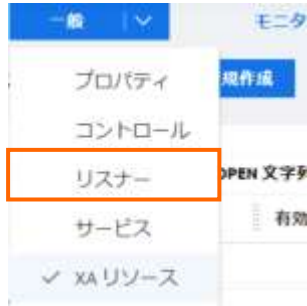 一般
モニタ
プロパティ
規作成
コントロール
リスナー
OPEN 文字列
サービス
有効
✓ XA リソース